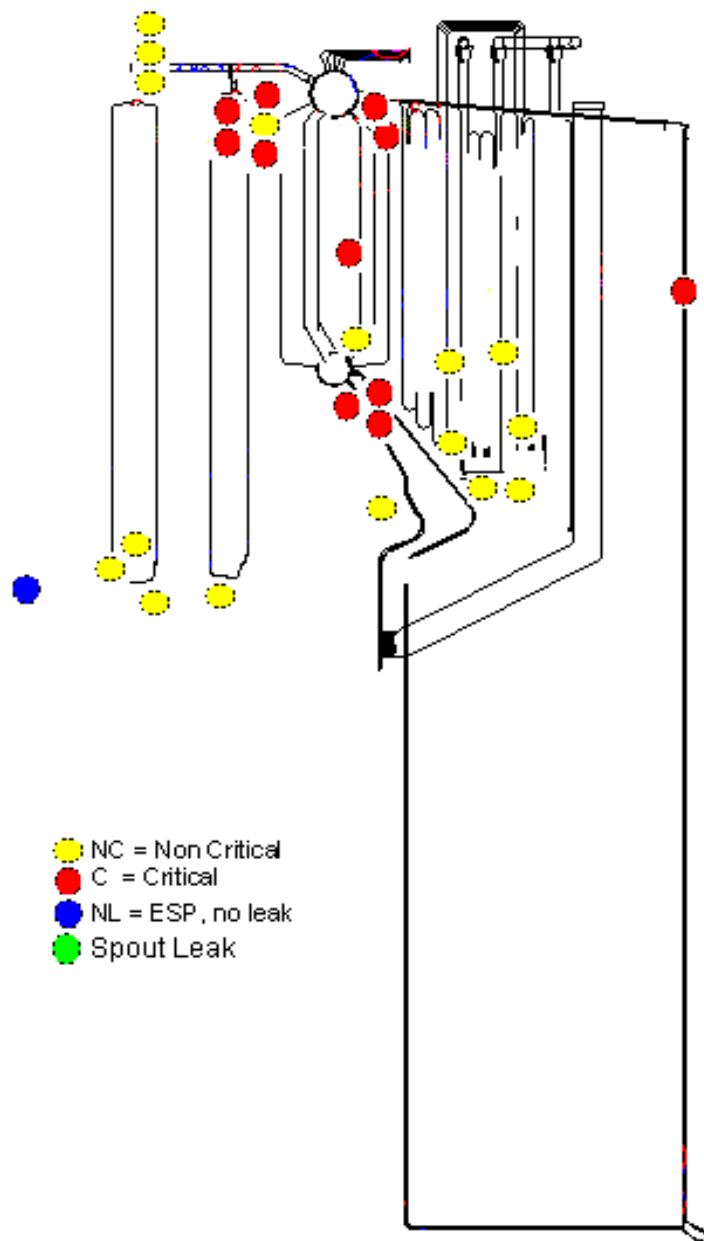 NC = Non Critical
C = Critical
NL = ESP, no leak
Spout Leak